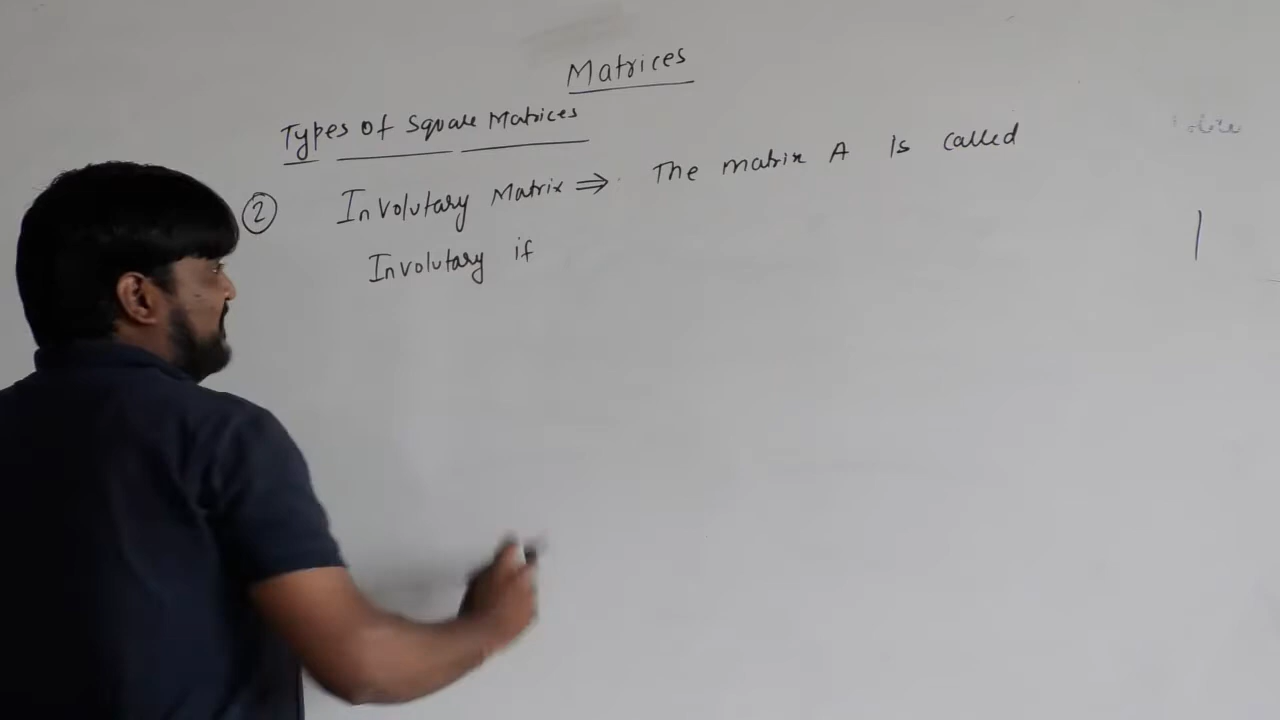 Matrices
Types of Square Matrices
② Involutary Matrix ⇒ The matrix A is called
Involutary if